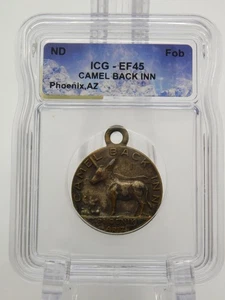 ND Fob
ICG - EF45
CAMEL BACK INN
Phoenix,AZ
CAMEL BACK INN